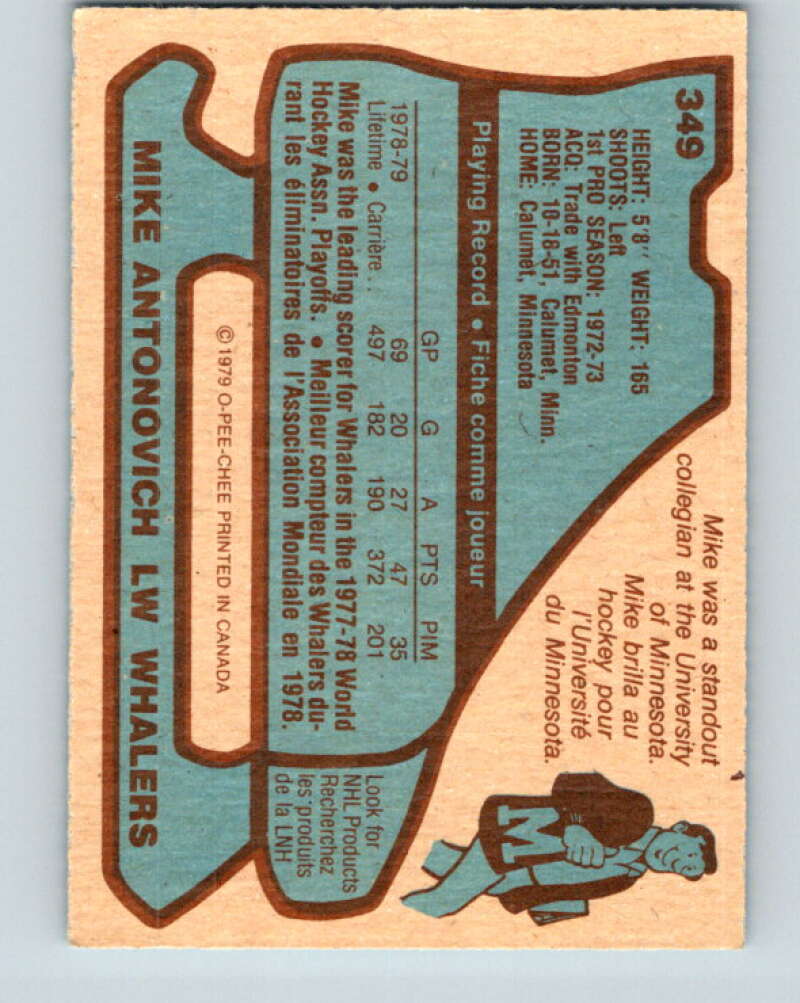 349
HEIGHT: 5'8" WEIGHT: 165
SHOOTS: Left
1st PRO SEASON: 1972-73
ACQ: Trade with Edmonton
BORN: 10-18-51, Calumet, Minn.
HOME: Calumet, Minnesota
Mike was a standout
collegian at the University
of Minnesota.
Mike brilla au
hockey pour
l'Université
du Minnesota.
M
Playing Record • Fiche comme joueur
GP G A PTS PIM
1978-79 69 20 27 47 35
Lifetime • Carrière . . 497 182 190 372 201
Mike was the leading scorer for Whalers in the 1977-78 World
Hockey Assn. Playoffs. • Meilleur compteur des Whalers du-
rant les éliminatoires de l'Association Mondiale en 1978.
Look for
NHL Products
Recherchez
les produits
de la LNH
© 1979 O-PEE-CHEE PRINTED IN CANADA
MIKE ANTONOVICH LW WHALERS